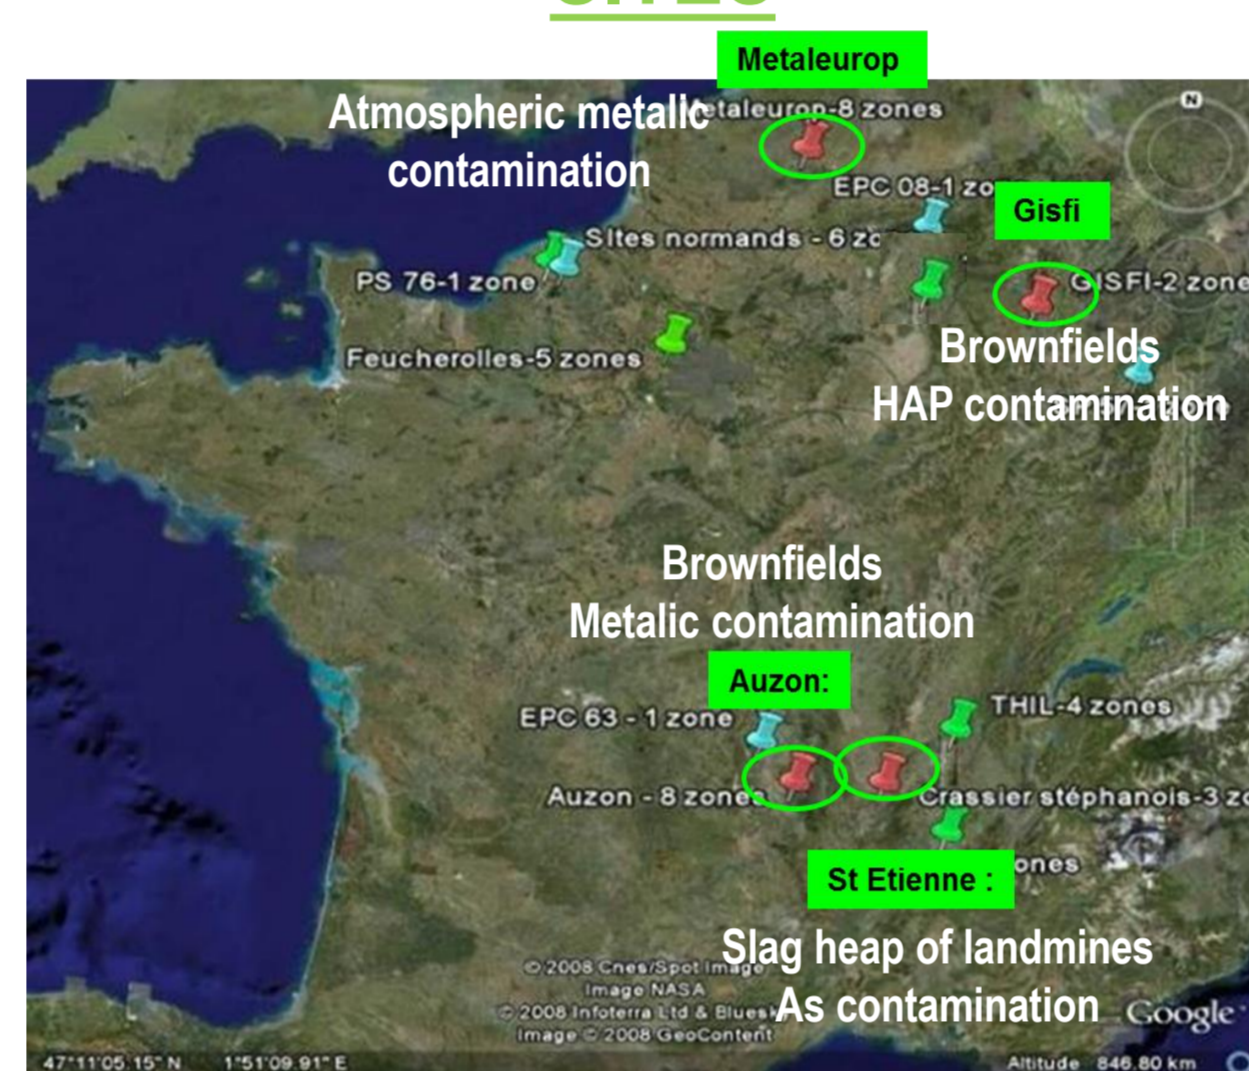 SITES
Metaleurop
Atmospheric metalic
contamination
etaleurop-8 zones
EPC 08-1 zo
Gisfi
SItes normands - 6 zc
PS 76-1 zone
GISFI-2 zone
Feucherolles-5 zones
Brownfields
HAP contamination
Brownfields
Metalic contamination
Auzon:
EPC 63 - 1 zone
THIL-4 zones
Auzon - 8 zones
Crassier stéphanois-3 zo
St Etienne :
ones
Slag heap of landmines
As contamination
© 2008 Cnes/Spot Image
Image NASA
© 2008 Infoterra Ltd & Bluesk
Image © 2008 GeoContent
Google
47°11'05.15" N 1°51'09.91" E
Altitude 846.80 km
N